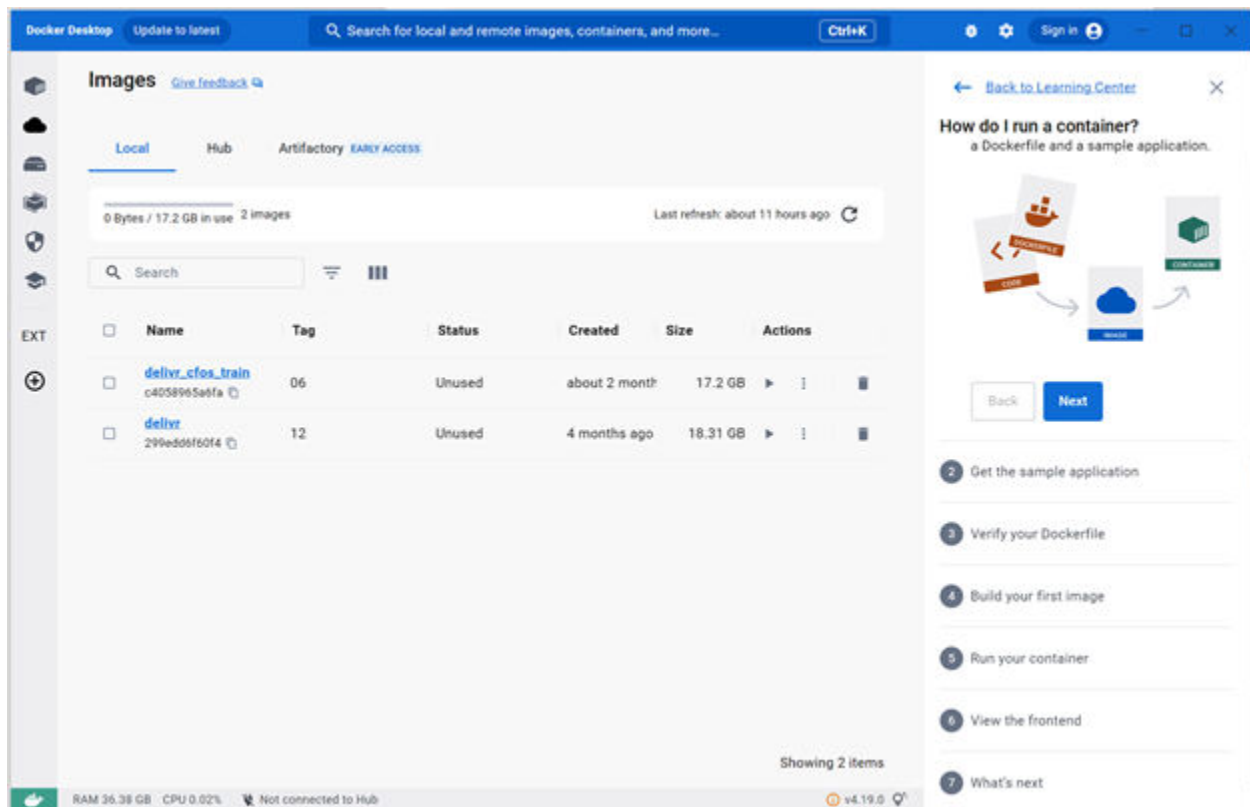 Docker Desktop Update to latest Search for local and remote images, containers, and more... Ctrl+K Sign in
Images Give feedback
Local Hub Artifactory EARLY ACCESS
0 Bytes / 17.2 GB in use 2 images Last refresh: about 11 hours ago
Search
EXT
Name Tag Status Created Size Actions
delivr_cfos_train 06 Unused about 2 month 17.2 GB
c4058965a6fa
delivr 12 Unused 4 months ago 18.31 GB
299edd6f60f4
Showing 2 items
Back to Learning Center
How do I run a container?
a Dockerfile and a sample application.
DOCKERFILE
CODE
CONTAINER
IMAGE
Back Next
2 Get the sample application
3 Verify your Dockerfile
4 Build your first image
5 Run your container
6 View the frontend
7 What's next
RAM 36.38 GB CPU 0.02% Not connected to Hub v4.19.0